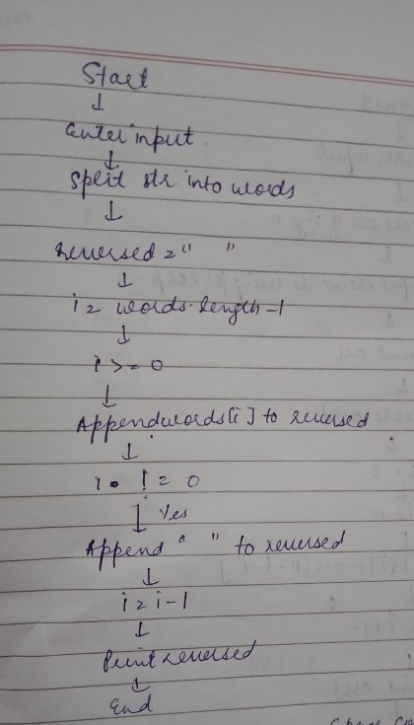 Start
↓
Enter input
↓
Split str into words
↓
reversed = " "
↓
i = words.length-1
↓
i >= 0
↓
Append words[i] to reversed
↓
i != 0
↓ Yes
Append " " to reversed
↓
i = i-1
↓
Print reversed
↓
End